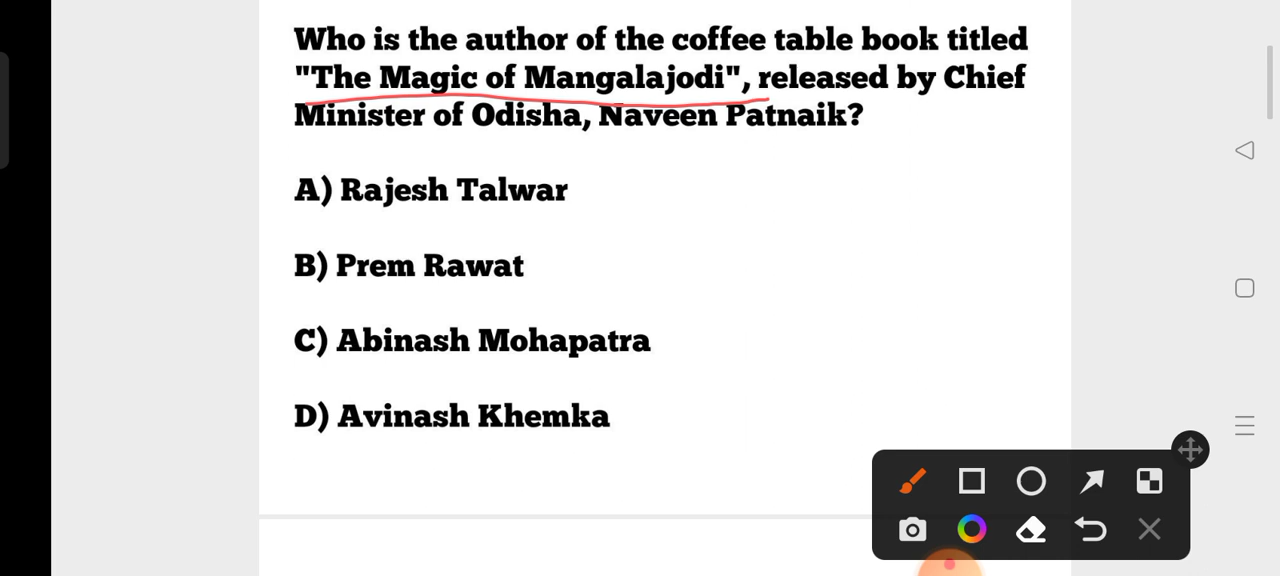 Who is the author of the coffee table book titled
"The Magic of Mangalajodi", released by Chief
Minister of Odisha, Naveen Patnaik?
A) Rajesh Talwar
B) Prem Rawat
C) Abinash Mohapatra
D) Avinash Khemka